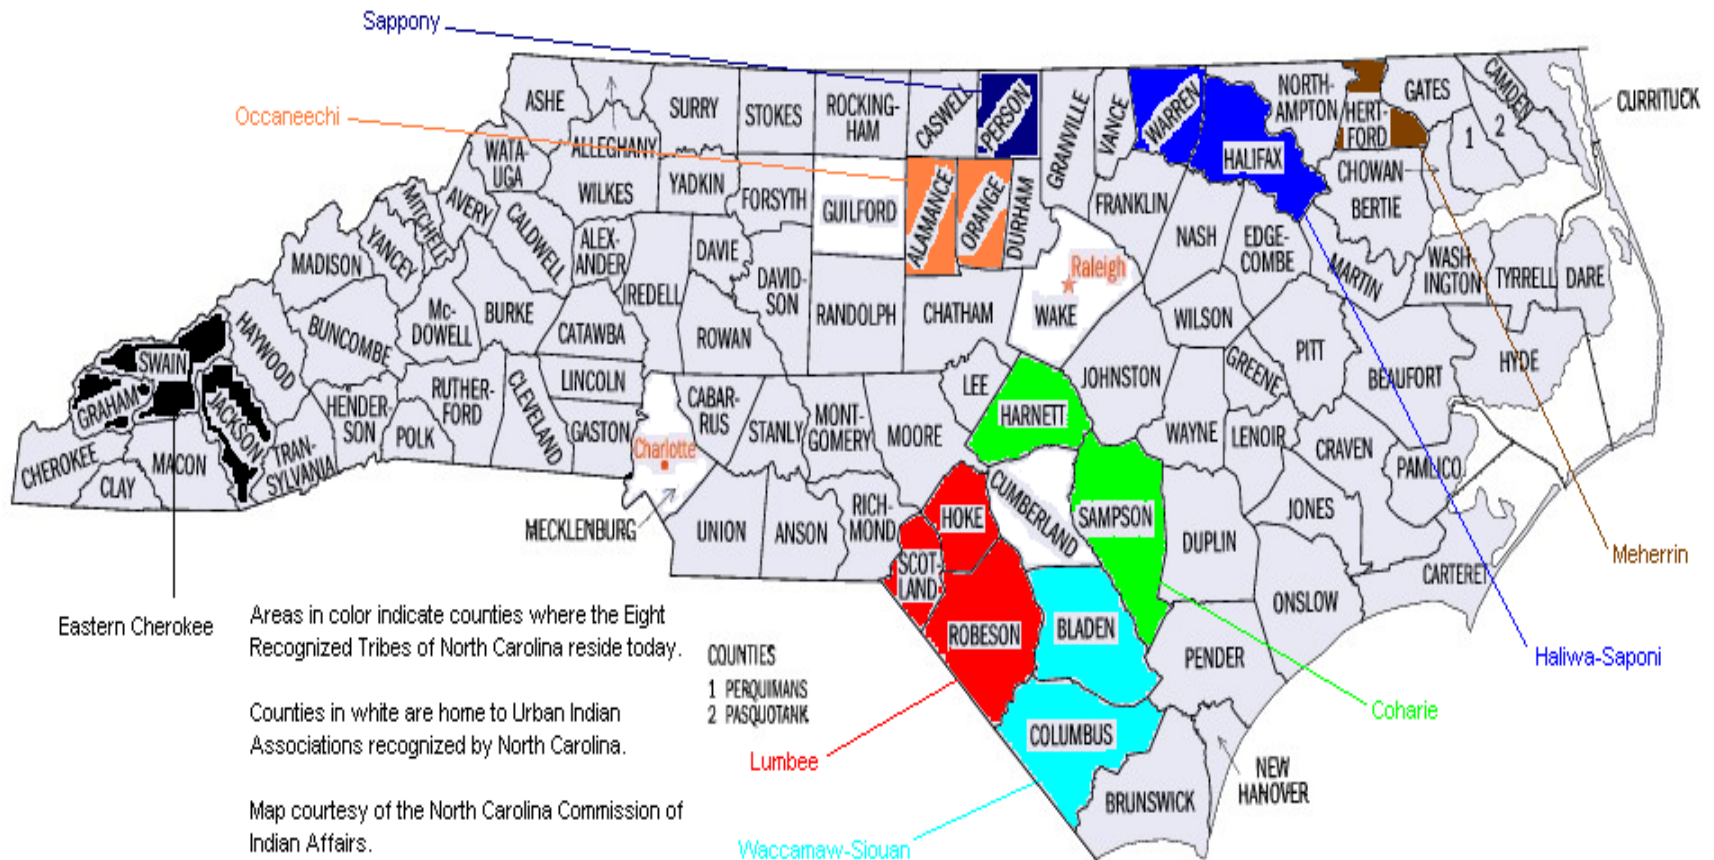 Sappony
Occaneechi
ASHE
ALLEGHANY
SURRY
STOKES
ROCKING-
HAM
CASWELL
PERSON
GRANVILLE
VANCE
WARREN
HALIFAX
NORTH-
AMPTON
HERT-
FORD
GATES
CAMDEN
CURRITUCK
1
2
WATA-
UGA
WILKES
YADKIN
FORSYTH
GUILFORD
ALAMANCE
ORANGE
DURHAM
FRANKLIN
CHOWAN
BERTIE
MITCHELL
AVERY
CALDWELL
YANCEY
MADISON
ALEX-
ANDER
IREDELL
DAVIE
DAVID-
SON
RANDOLPH
CHATHAM
Raleigh
WAKE
NASH
EDGE-
COMBE
MARTIN
WASH-
INGTON
TYRRELL
DARE
HAYWOOD
BUNCOMBE
Mc-
DOWELL
BURKE
CATAWBA
ROWAN
WILSON
PITT
BEAUFORT
HYDE
SWAIN
GRAHAM
JACKSON
CHEROKEE
CLAY
MACON
TRAN-
SYLVANIA
HENDER-
SON
POLK
RUTHER-
FORD
CLEVELAND
LINCOLN
GASTON
Charlotte
MECKLENBURG
CABAR-
RUS
STANLY
MONT-
GOMERY
MOORE
LEE
HARNETT
JOHNSTON
GREENE
WAYNE
LENOIR
CRAVEN
PAMLICO
JONES
CARTERET
UNION
ANSON
RICH-
MOND
SCOT-
LAND
HOKE
CUMBERLAND
SAMPSON
DUPLIN
ONSLOW
ROBESON
BLADEN
PENDER
COLUMBUS
BRUNSWICK
NEW
HANOVER
Meherrin
Haliwa-Saponi
Coharie
Lumbee
Waccamaw-Siouan
Eastern Cherokee
Areas in color indicate counties where the Eight
Recognized Tribes of North Carolina reside today.
Counties in white are home to Urban Indian
Associations recognized by North Carolina.
Map courtesy of the North Carolina Commission of
Indian Affairs.
COUNTIES
1 PERQUIMANS
2 PASQUOTANK